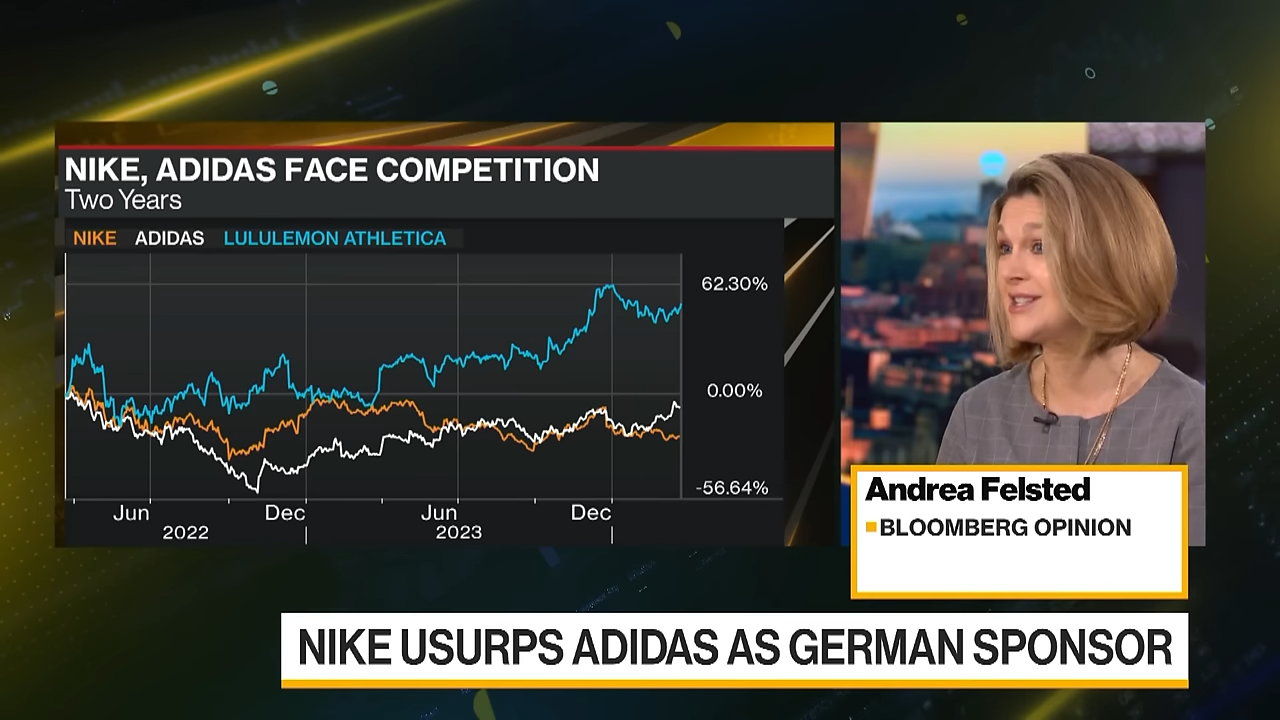 NIKE, ADIDAS FACE COMPETITION
Two Years
NIKE ADIDAS LULULEMON ATHLETICA
62.30%
0.00%
-56.64%
Jun Dec Jun Dec
2022 2023
Andrea Felsted
BLOOMBERG OPINION
NIKE USURPS ADIDAS AS GERMAN SPONSOR